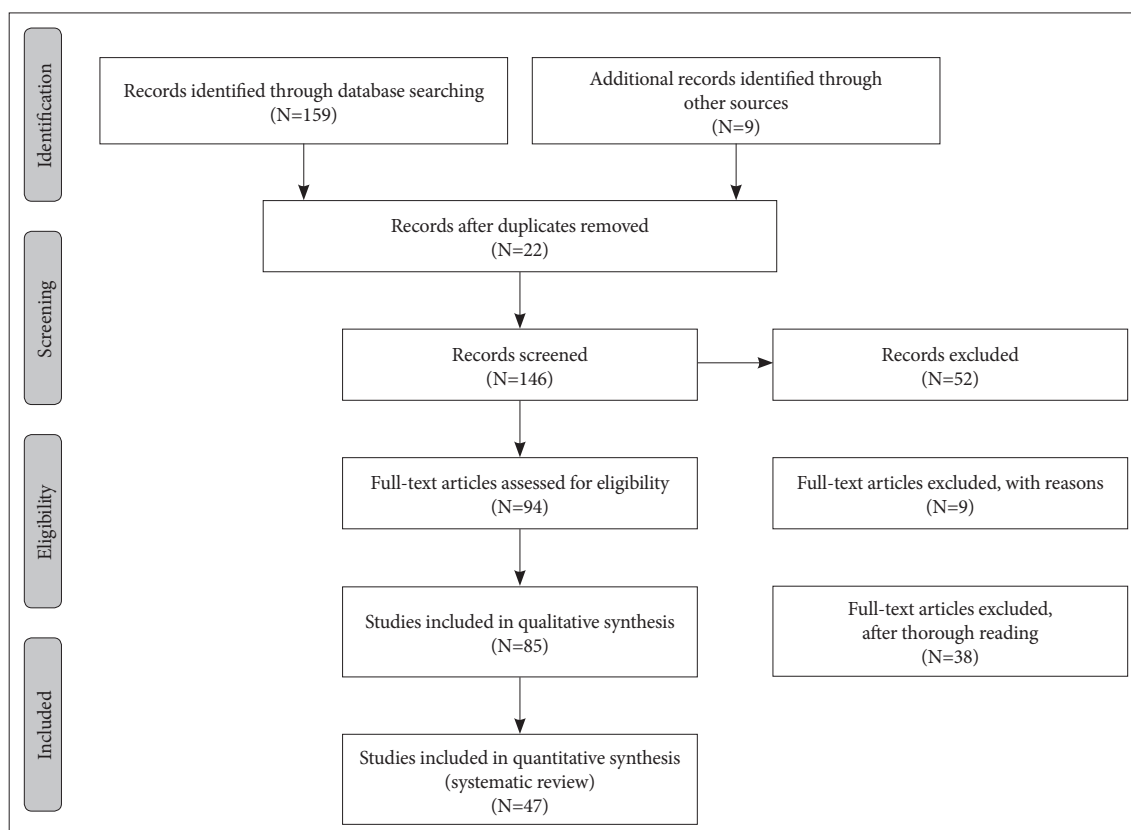 Identification
Records identified through database searching
(N=159)
Additional records identified through
other sources
(N=9)
Records after duplicates removed
(N=22)
Screening
Records screened
(N=146)
Records excluded
(N=52)
Eligibility
Full-text articles assessed for eligibility
(N=94)
Full-text articles excluded, with reasons
(N=9)
Studies included in qualitative synthesis
(N=85)
Full-text articles excluded,
after thorough reading
(N=38)
Included
Studies included in quantitative synthesis
(systematic review)
(N=47)